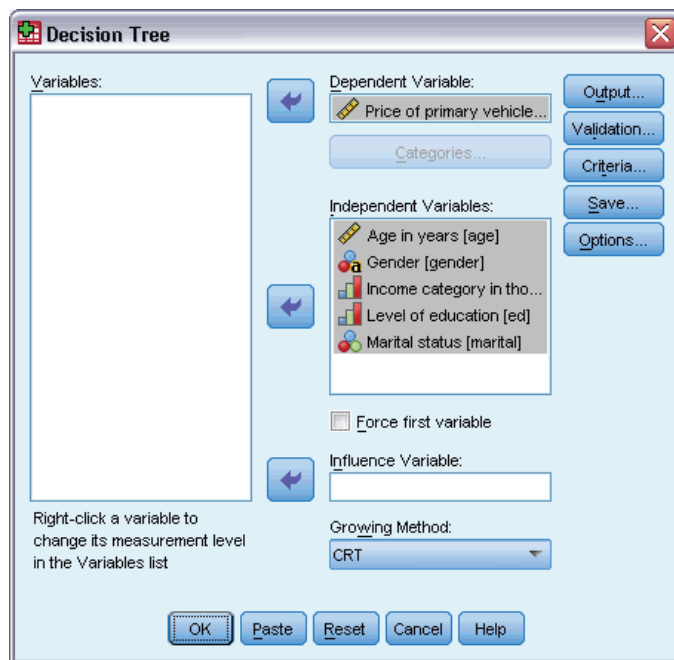 Decision Tree
Variables:
Dependent Variable:
Price of primary vehicle...
Categories...
Independent Variables:
Age in years [age]
a Gender [gender]
Income category in tho...
Level of education [ed]
Marital status [marital]
Force first variable
Influence Variable:
Growing Method:
CRT
Right-click a variable to
change its measurement level
in the Variables list
Output...
Validation...
Criteria...
Save...
Options...
OK
Paste
Reset
Cancel
Help